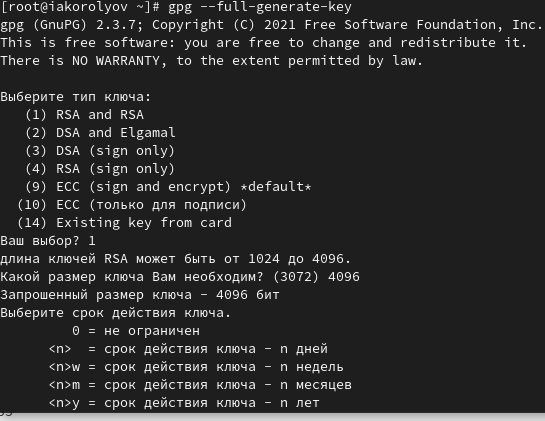 [root@iakorolyov ~]# gpg --full-generate-key
gpg (GnuPG) 2.3.7; Copyright (C) 2021 Free Software Foundation, Inc.
This is free software: you are free to change and redistribute it.
There is NO WARRANTY, to the extent permitted by law.

Выберите тип ключа:
   (1) RSA and RSA
   (2) DSA and Elgamal
   (3) DSA (sign only)
   (4) RSA (sign only)
   (9) ECC (sign and encrypt) *default*
  (10) ECC (только для подписи)
  (14) Existing key from card
Ваш выбор? 1
длина ключей RSA может быть от 1024 до 4096.
Какой размер ключа Вам необходим? (3072) 4096
Запрошенный размер ключа - 4096 бит
Выберите срок действия ключа.
         0 = не ограничен
      <n>  = срок действия ключа - n дней
      <n>w = срок действия ключа - n недель
      <n>m = срок действия ключа - n месяцев
      <n>y = срок действия ключа - n лет